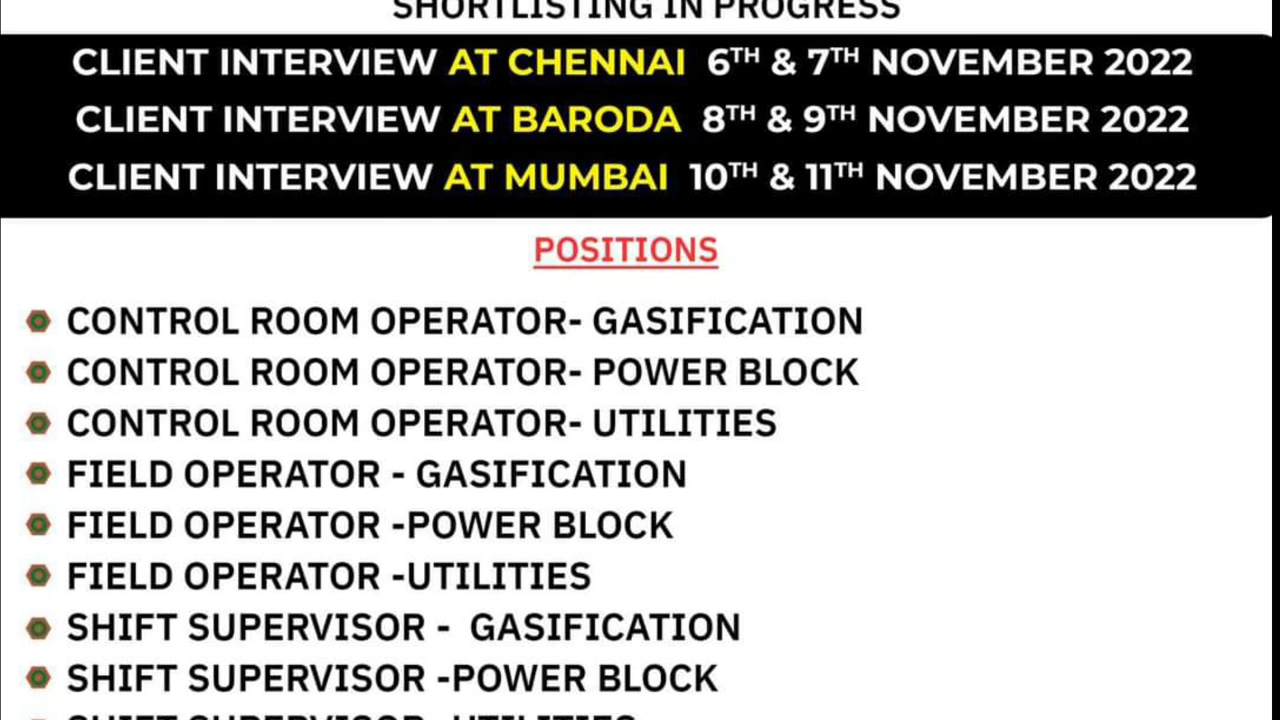 SHORTLISTING IN PROGRESS
CLIENT INTERVIEW AT CHENNAI 6TH & 7TH NOVEMBER 2022
CLIENT INTERVIEW AT BARODA 8TH & 9TH NOVEMBER 2022
CLIENT INTERVIEW AT MUMBAI 10TH & 11TH NOVEMBER 2022
POSITIONS
CONTROL ROOM OPERATOR- GASIFICATION
CONTROL ROOM OPERATOR- POWER BLOCK
CONTROL ROOM OPERATOR- UTILITIES
FIELD OPERATOR - GASIFICATION
FIELD OPERATOR -POWER BLOCK
FIELD OPERATOR -UTILITIES
SHIFT SUPERVISOR - GASIFICATION
SHIFT SUPERVISOR -POWER BLOCK
SHIFT SUPERVISOR -UTILITIES